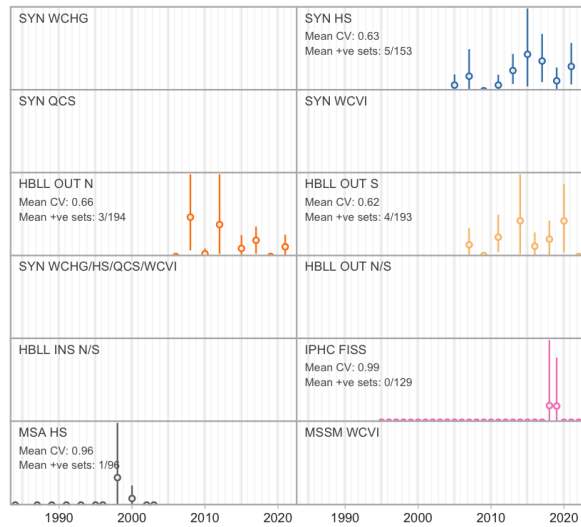 SYN WCHG
SYN HS
Mean CV: 0.63
Mean +ve sets: 5/153
SYN QCS
SYN WCVI
HBLL OUT N
Mean CV: 0.66
Mean +ve sets: 3/194
HBLL OUT S
Mean CV: 0.62
Mean +ve sets: 4/193
SYN WCHG/HS/QCS/WCVI
HBLL OUT N/S
HBLL INS N/S
IPHC FISS
Mean CV: 0.99
Mean +ve sets: 0/129
MSA HS
Mean CV: 0.96
Mean +ve sets: 1/96
MSSM WCVI
1990 2000 2010 2020
1990 2000 2010 2020